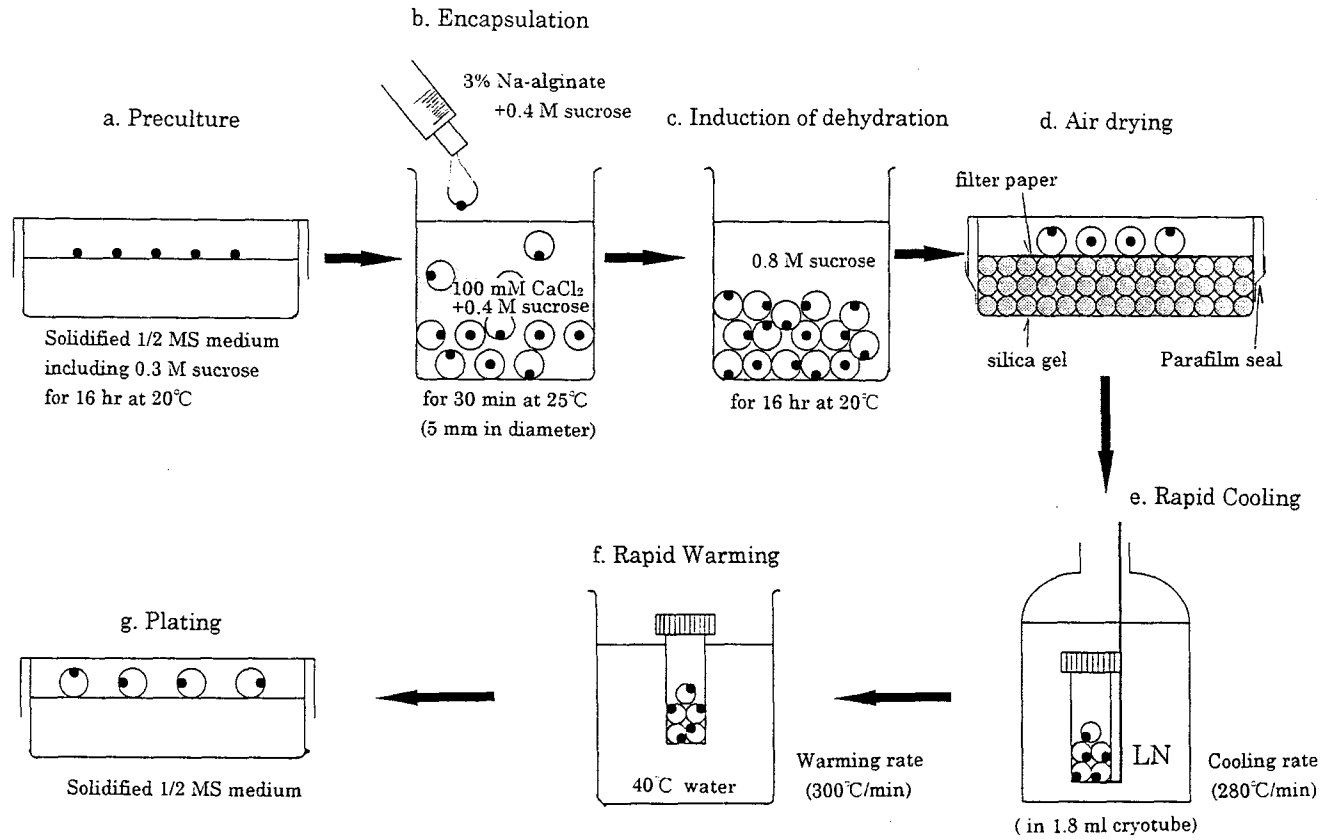 b. Encapsulation
3% Na-alginate
+0.4 M sucrose
a. Preculture
c. Induction of dehydration
d. Air drying
filter paper
0.8 M sucrose
100 mM CaCl₂
+0.4 M sucrose
Solidified 1/2 MS medium
including 0.3 M sucrose
for 16 hr at 20℃
silica gel
Parafilm seal
for 30 min at 25℃
(5 mm in diameter)
for 16 hr at 20℃
e. Rapid Cooling
f. Rapid Warming
g. Plating
LN
Solidified 1/2 MS medium
40℃ water
Warming rate
(300℃/min)
Cooling rate
(280℃/min)
( in 1.8 ml cryotube)